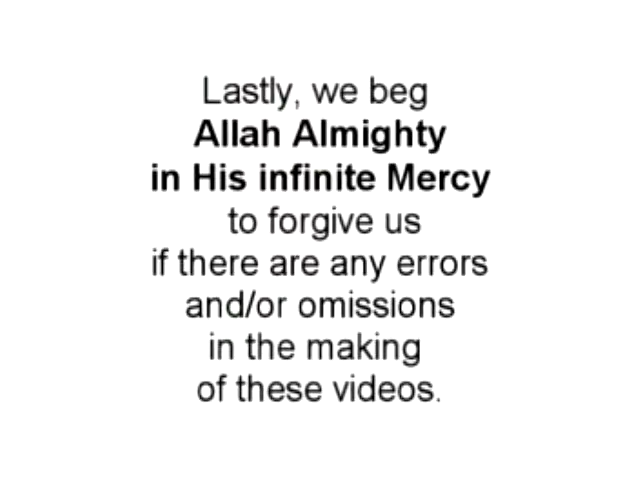 Lastly, we beg
Allah Almighty
in His infinite Mercy
to forgive us
if there are any errors
and/or omissions
in the making
of these videos.